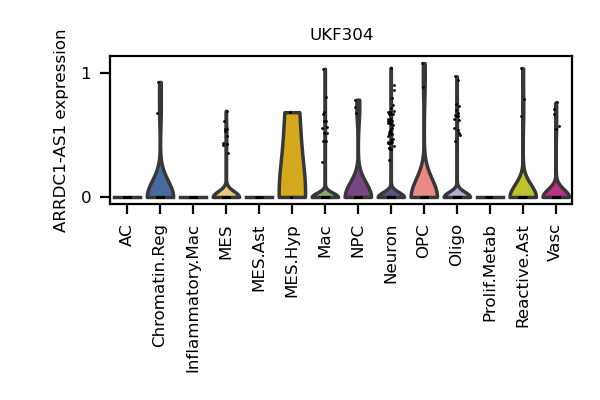 UKF304
ARRDC1-AS1 expression
1
0
AC
Chromatin.Reg
Inflammatory.Mac
MES
MES.Ast
MES.Hyp
Mac
NPC
Neuron
OPC
Oligo
Prolif.Metab
Reactive.Ast
Vasc